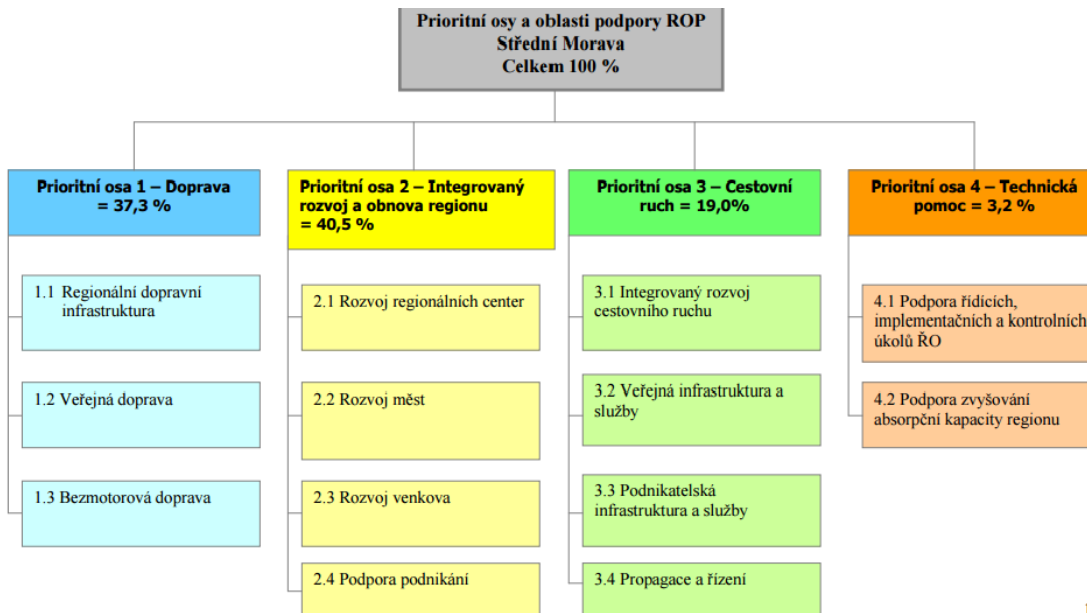 Prioritní osy a oblasti podpory ROP
Střední Morava
Celkem 100 %
Prioritní osa 1 – Doprava
= 37,3 %
1.1 Regionální dopravní
infrastruktura
1.2 Veřejná doprava
1.3 Bezmotorová doprava
Prioritní osa 2 – Integrovaný
rozvoj a obnova regionu
= 40,5 %
2.1 Rozvoj regionálních center
2.2 Rozvoj měst
2.3 Rozvoj venkova
2.4 Podpora podnikání
Prioritní osa 3 – Cestovní
ruch = 19,0%
3.1 Integrovaný rozvoj
cestovního ruchu
3.2 Veřejná infrastruktura a
služby
3.3 Podnikatelská
infrastruktura a služby
3.4 Propagace a řízení
Prioritní osa 4 – Technická
pomoc = 3,2 %
4.1 Podpora řídících,
implementačních a kontrolních
úkolů ŘO
4.2 Podpora zvyšování
absorpční kapacity regionu